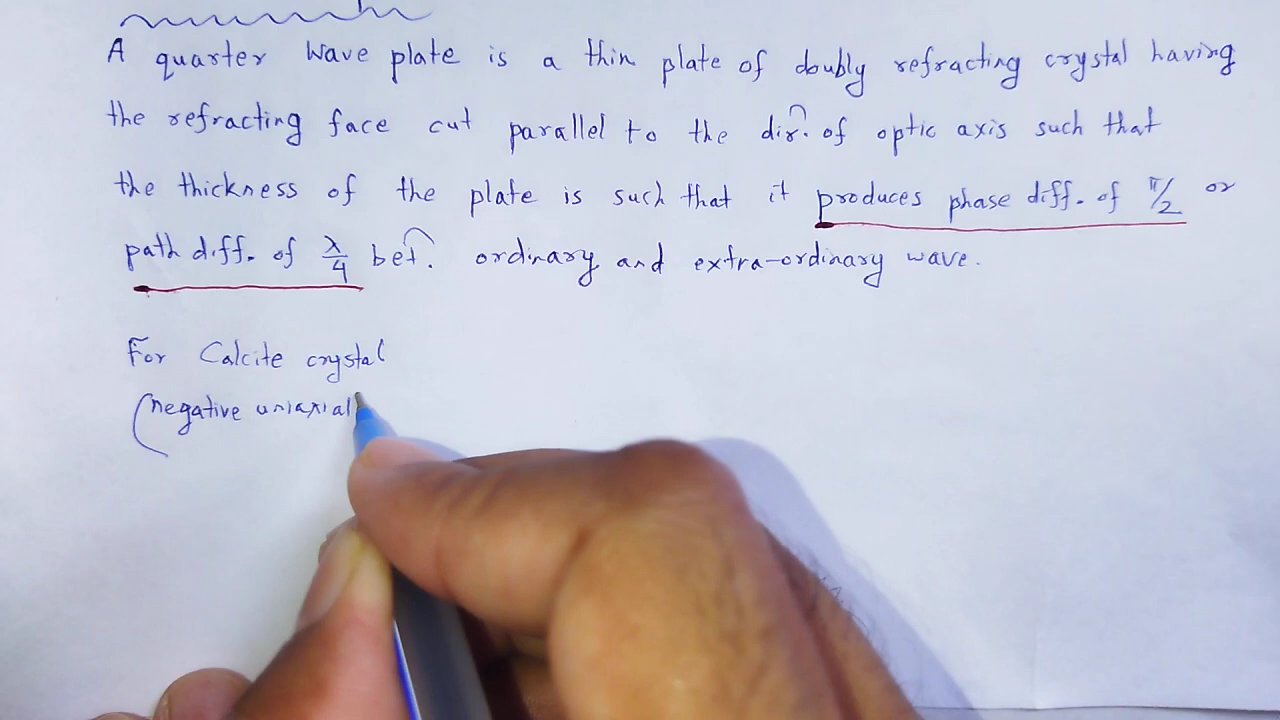 A quarter wave plate is a thin plate of doubly refracting crystal having
the refracting face cut parallel to the dirⁿ. of optic axis such that
the thickness of the plate is such that it produces phase diff. of π/2 or
path diff. of λ/4 betⁿ. ordinary and extra-ordinary wave.
For Calcite crystal
(negative uniaxial